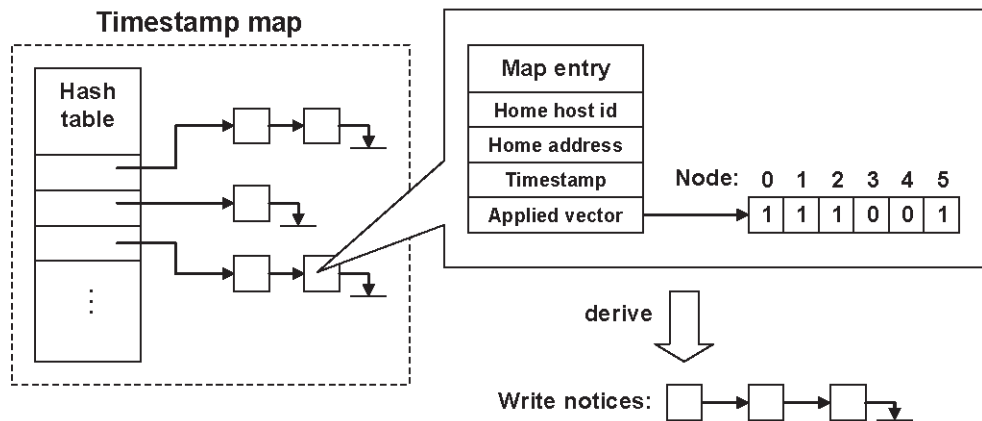 Timestamp map
Hash
table
⋮
Map entry
Home host id
Home address
Timestamp
Applied vector
Node: 0 1 2 3 4 5
1 1 1 0 0 1
derive
Write notices: